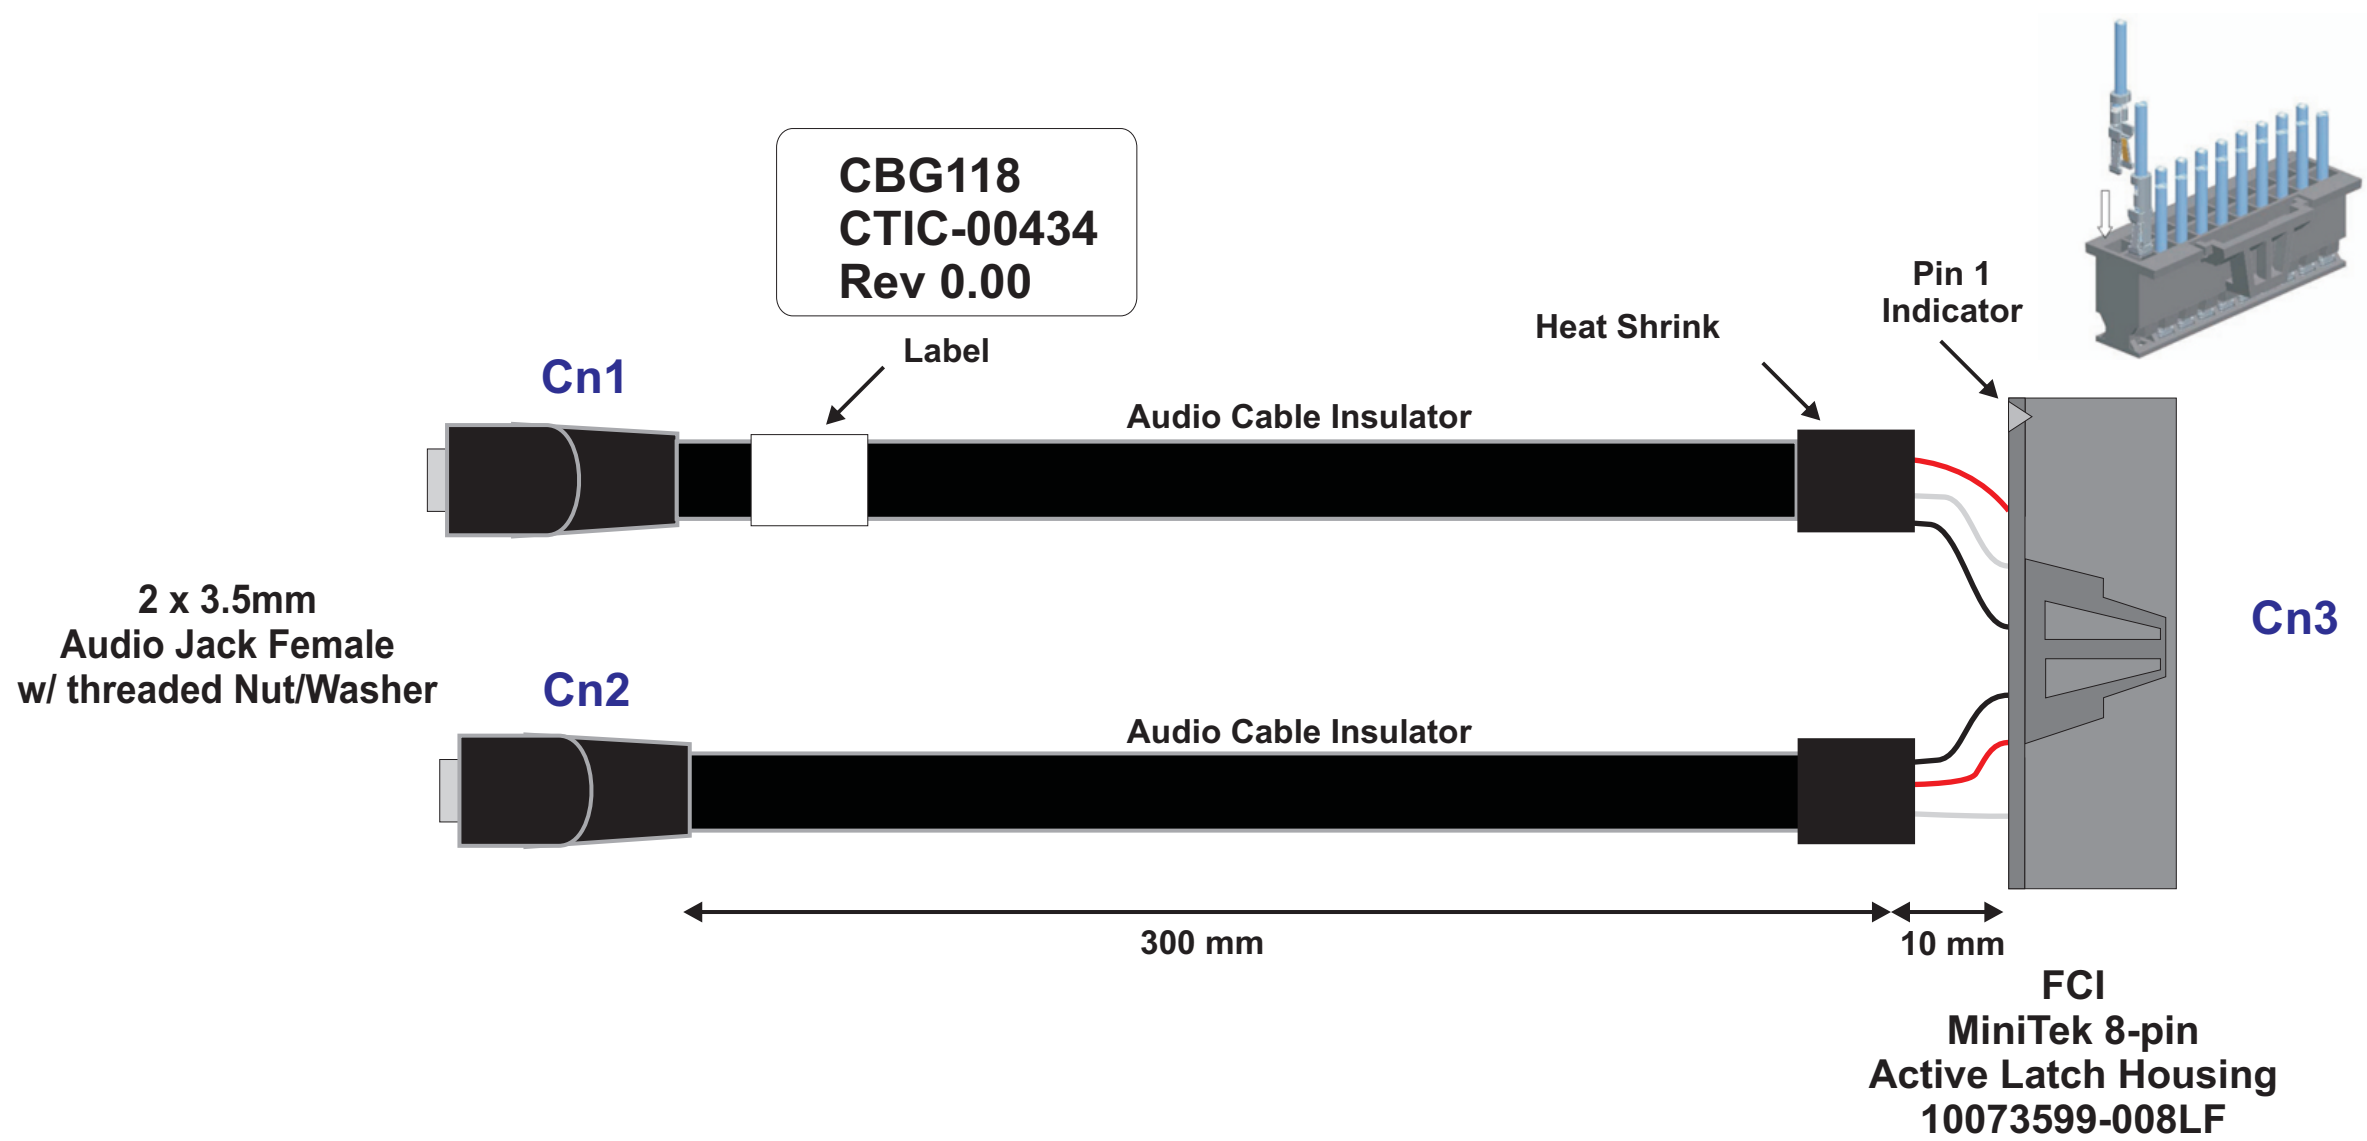 CBG118
CTIC-00434
Rev 0.00
Label
Pin 1
Indicator
Heat Shrink
Cn1
Audio Cable Insulator
2 x 3.5mm
Audio Jack Female
w/ threaded Nut/Washer
Cn3
Cn2
Audio Cable Insulator
300 mm
10 mm
FCI
MiniTek 8-pin
Active Latch Housing
10073599-008LF